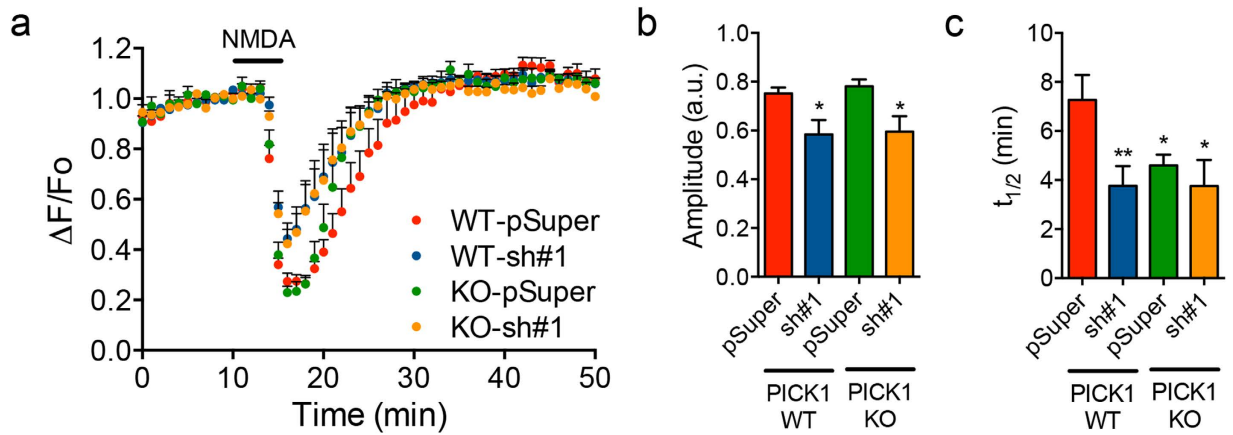 a
NMDA
1.2
1.0
0.8
0.6
0.4
0.2
0.0
ΔF/Fo
0 10 20 30 40 50
Time (min)
WT-pSuper
WT-sh#1
KO-pSuper
KO-sh#1
b
1.0
0.8
0.6
0.4
0.2
0.0
Amplitude (a.u.)
* *
pSuper sh#1 pSuper sh#1
PICK1 PICK1
WT KO
c
10
8
6
4
2
0
t1/2 (min)
** * *
pSuper sh#1 pSuper sh#1
PICK1 PICK1
WT KO